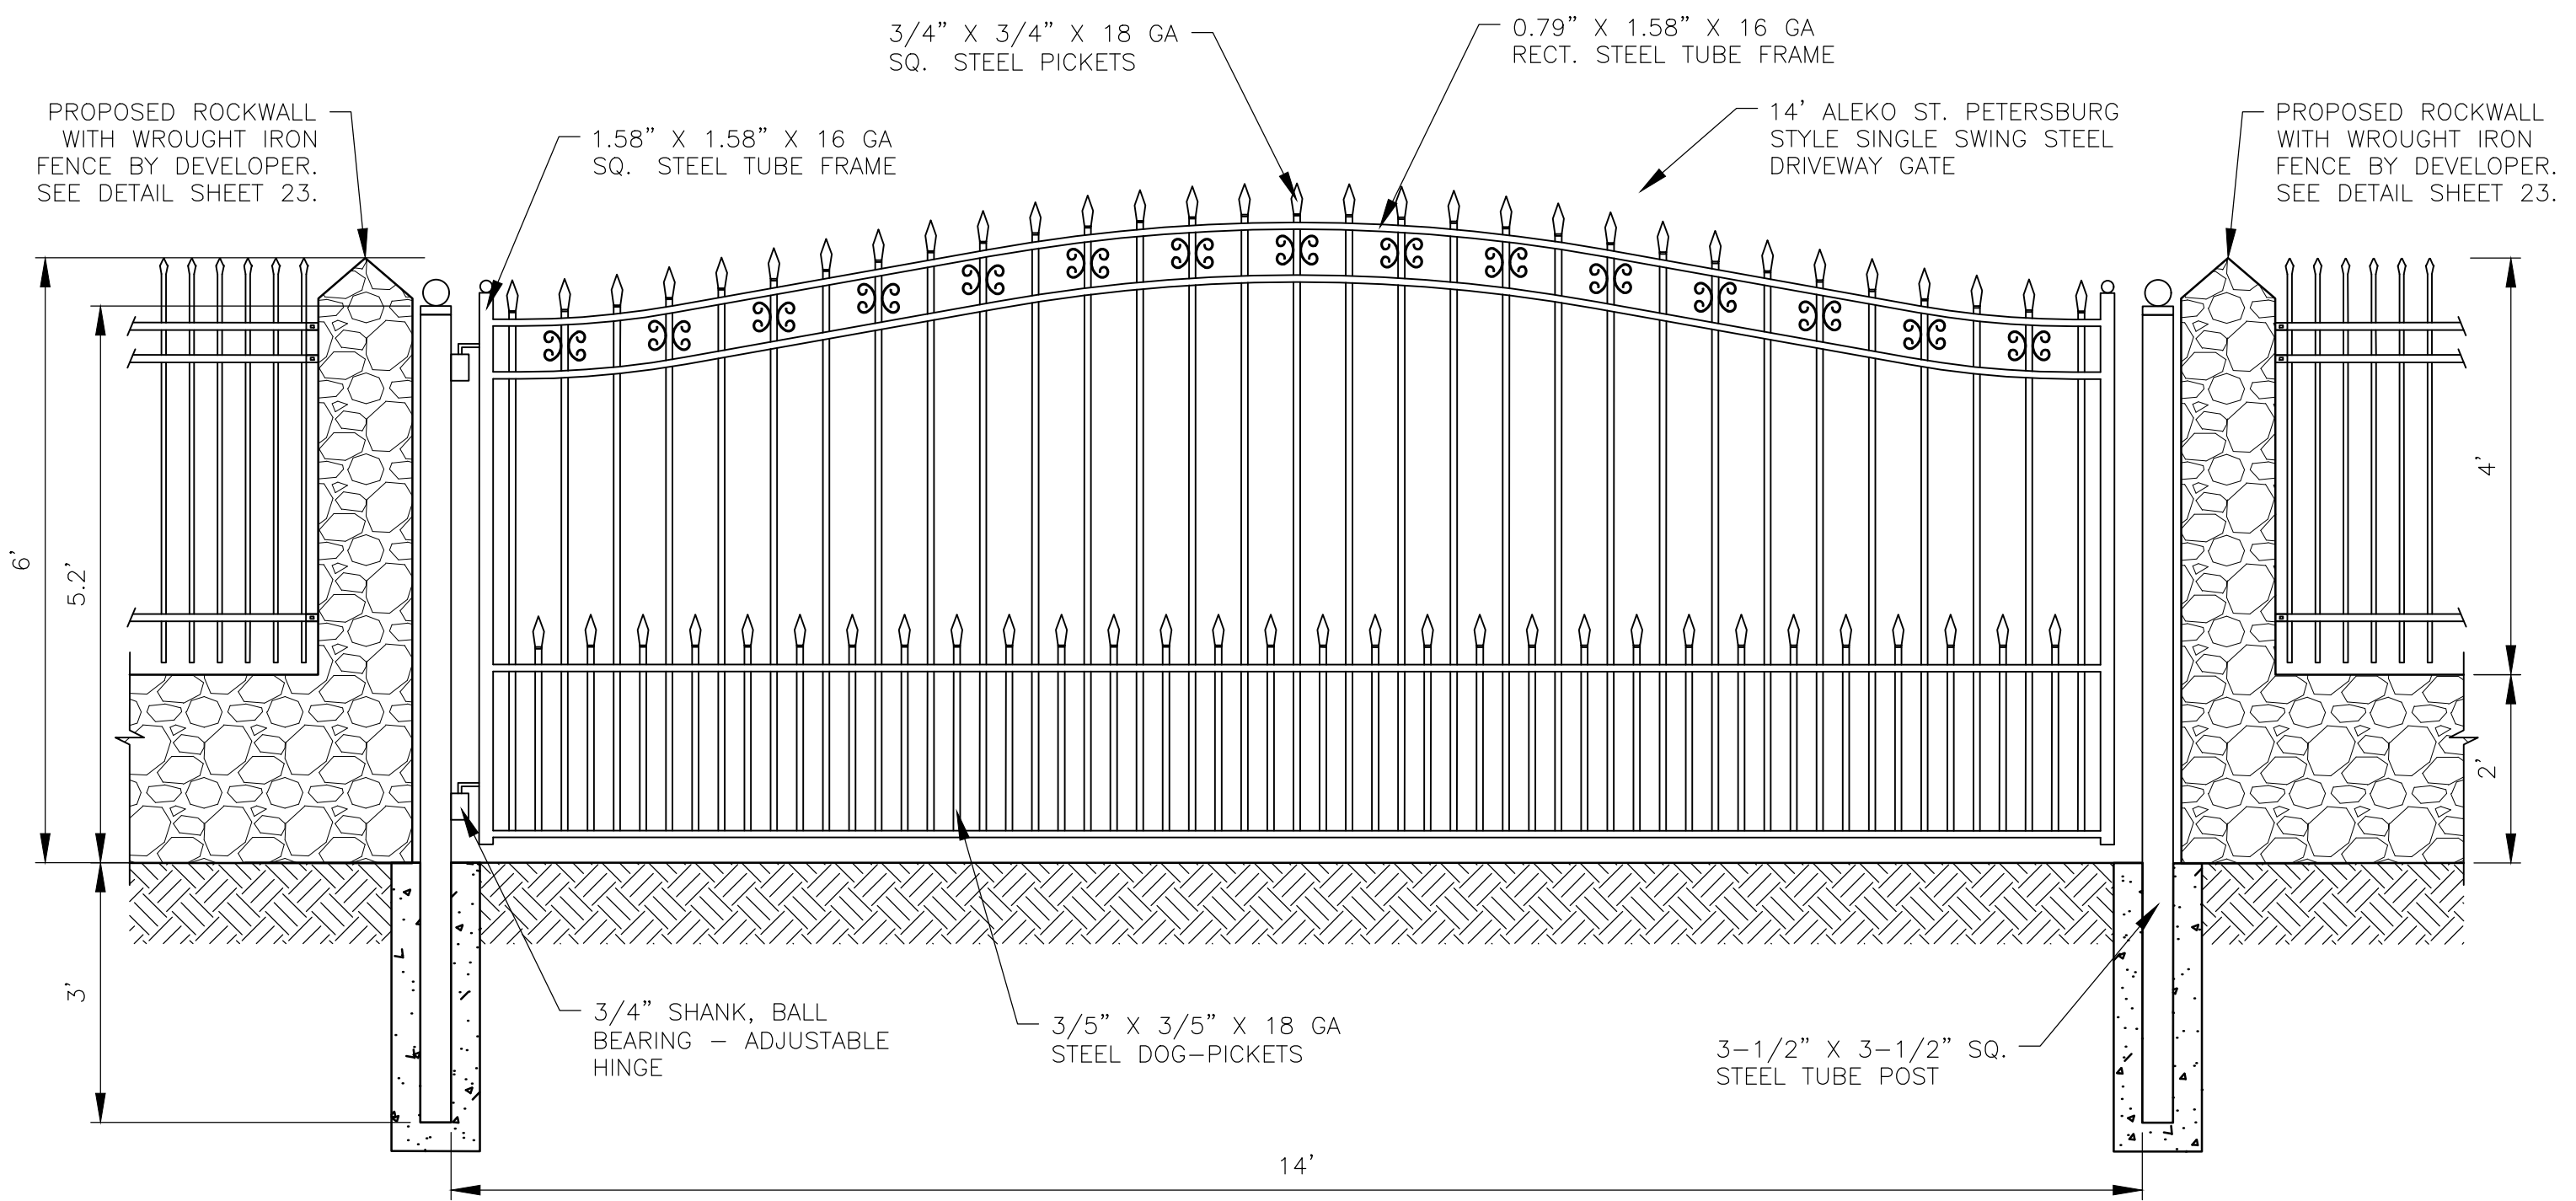 3/4” X 3/4” X 18 GA
SQ. STEEL PICKETS
0.79” X 1.58” X 16 GA
RECT. STEEL TUBE FRAME
PROPOSED ROCKWALL
WITH WROUGHT IRON
FENCE BY DEVELOPER.
SEE DETAIL SHEET 23.
1.58” X 1.58” X 16 GA
SQ. STEEL TUBE FRAME
14’ ALEKO ST. PETERSBURG
STYLE SINGLE SWING STEEL
DRIVEWAY GATE
PROPOSED ROCKWALL
WITH WROUGHT IRON
FENCE BY DEVELOPER.
SEE DETAIL SHEET 23.
6’
5.2’
4’
2’
3’
3/4” SHANK, BALL
BEARING – ADJUSTABLE
HINGE
3/5” X 3/5” X 18 GA
STEEL DOG–PICKETS
3–1/2” X 3–1/2” SQ.
STEEL TUBE POST
14’